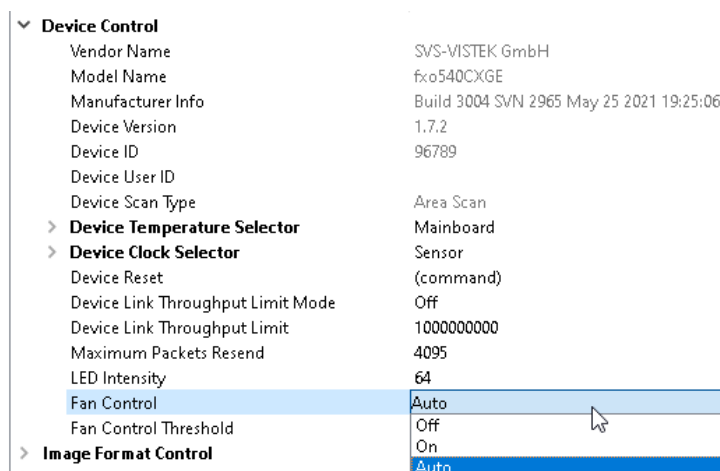 Device Control
Vendor Name SVS-VISTEK GmbH
Model Name fxo540CXGE
Manufacturer Info Build 3004 SVN 2965 May 25 2021 19:25:06
Device Version 1.7.2
Device ID 96789
Device User ID
Device Scan Type Area Scan
Device Temperature Selector Mainboard
Device Clock Selector Sensor
Device Reset (command)
Device Link Throughput Limit Mode Off
Device Link Throughput Limit 1000000000
Maximum Packets Resend 4095
LED Intensity 64
Fan Control Auto
Fan Control Threshold Off
On
Image Format Control Auto